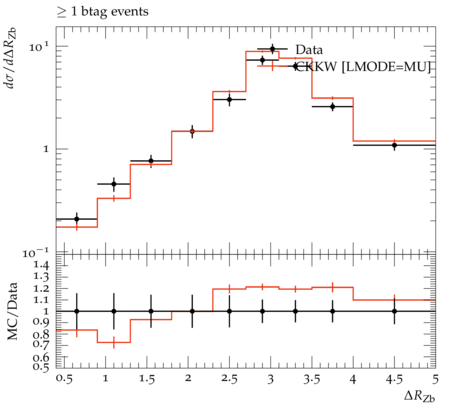 ≥ 1 btag events
dσ/dΔR_Zb
10¹
1
10⁻¹
Data
CKKW [LMODE=MU]
MC/Data
1.4
1.3
1.2
1.1
1
0.9
0.8
0.7
0.6
0.5
0.5 1 1.5 2 2.5 3 3.5 4 4.5 5
ΔR_Zb